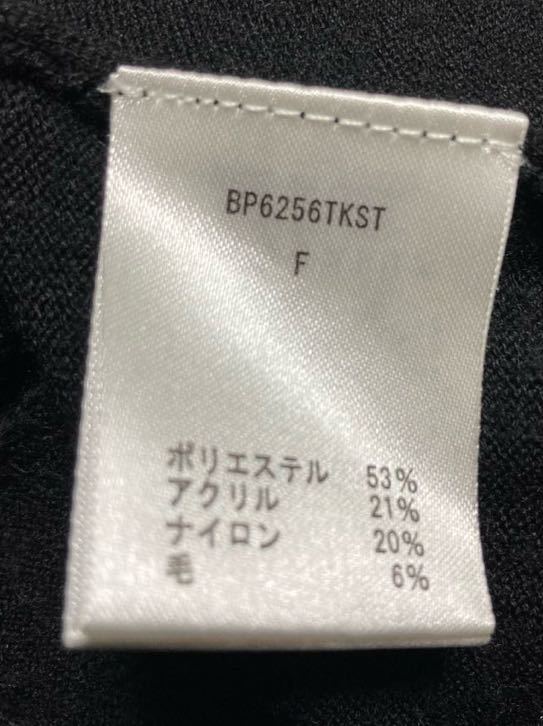 BP6256TKST
F
ポリエステル 53%
アクリル 21%
ナイロン 20%
毛 6%